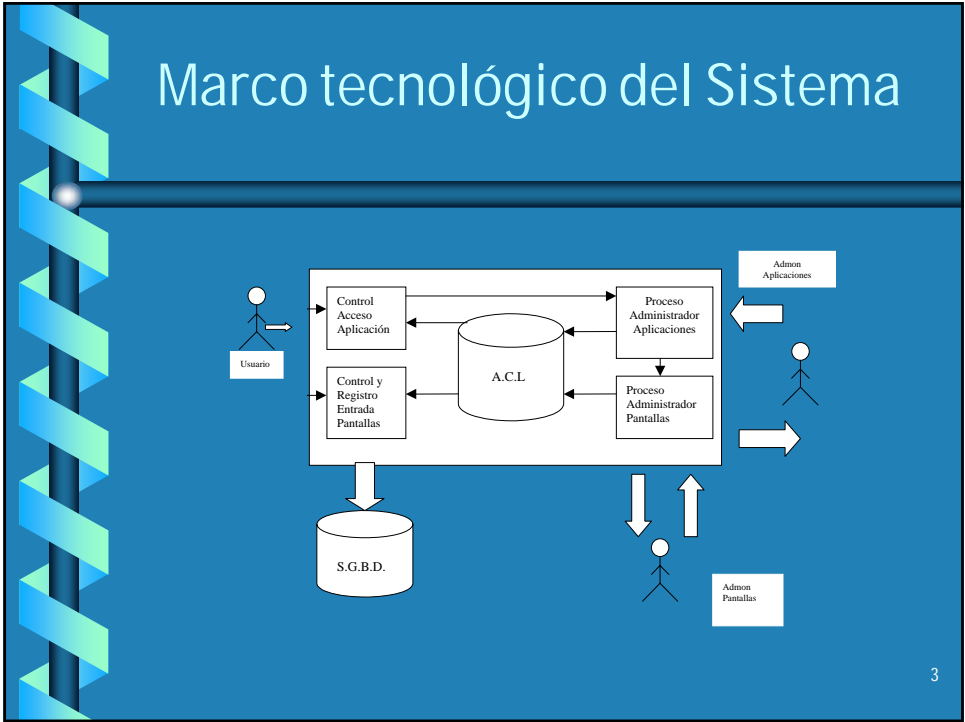 Marco tecnológico del Sistema
Admon
Aplicaciones
Control
Acceso
Aplicación
Proceso
Administrador
Aplicaciones
Usuario
A.C.L
Control y
Registro
Entrada
Pantallas
Proceso
Administrador
Pantallas
S.G.B.D.
Admon
Pantallas
3